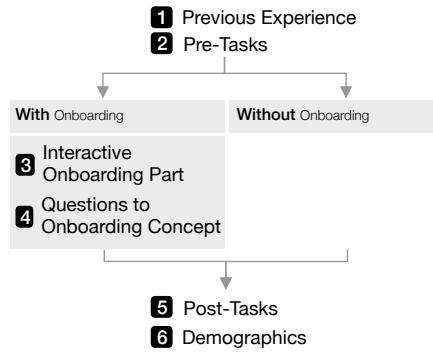 1 Previous Experience
2 Pre-Tasks
With Onboarding
Without Onboarding
3 Interactive
Onboarding Part
4 Questions to
Onboarding Concept
5 Post-Tasks
6 Demographics